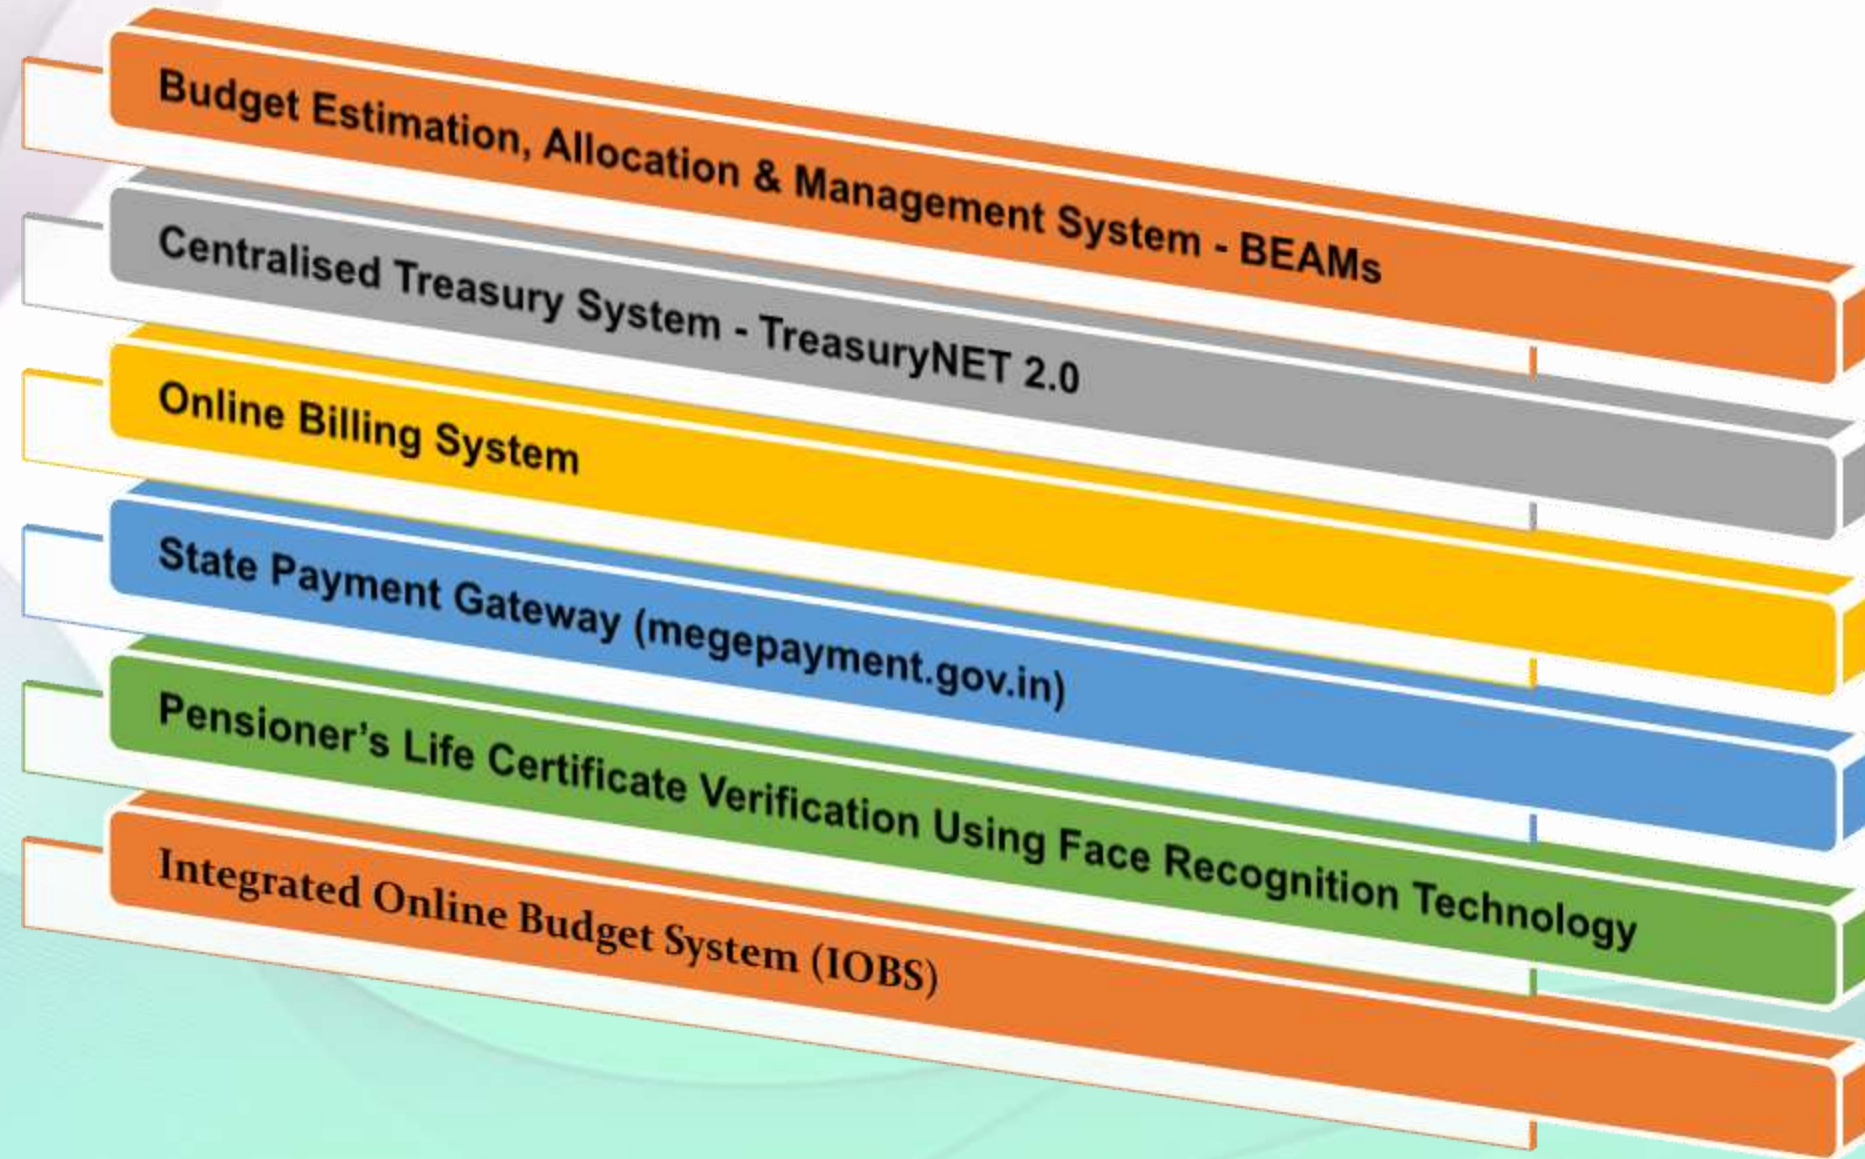 Budget Estimation, Allocation & Management System - BEAMs
Centralised Treasury System - TreasuryNET 2.0
Online Billing System
State Payment Gateway (megepayment.gov.in)
Pensioner’s Life Certificate Verification Using Face Recognition Technology
Integrated Online Budget System (IOBS)